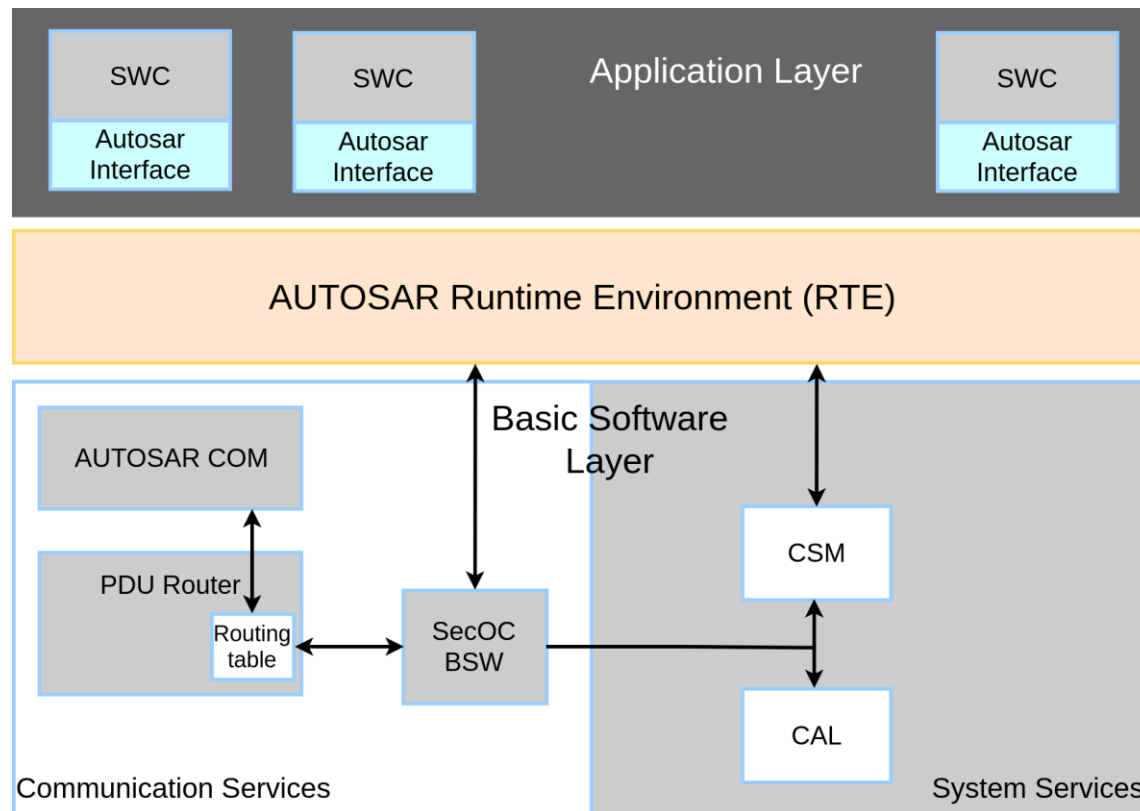 SWC
Autosar
Interface
SWC
Autosar
Interface
Application Layer
SWC
Autosar
Interface
AUTOSAR Runtime Environment (RTE)
Basic Software
Layer
AUTOSAR COM
PDU Router
Routing
table
SecOC
BSW
CSM
CAL
Communication Services
System Services